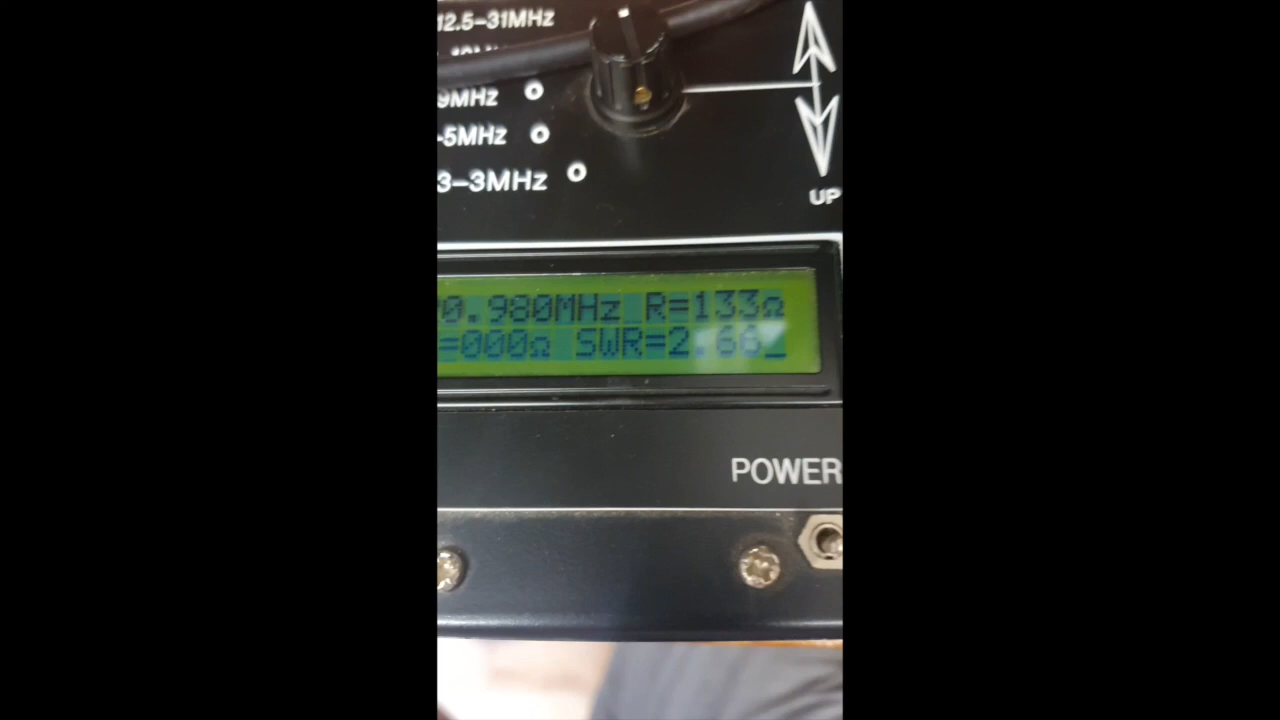 12.5-31MHz
9MHz
-5MHz
3-3MHz
UP
0.980MHz R=133Ω
=000Ω SWR=2.66
POWER